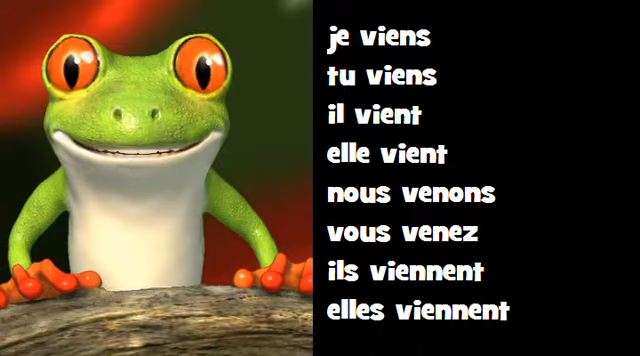 je viens
tu viens
il vient
elle vient
nous venons
vous venez
ils viennent
elles viennent